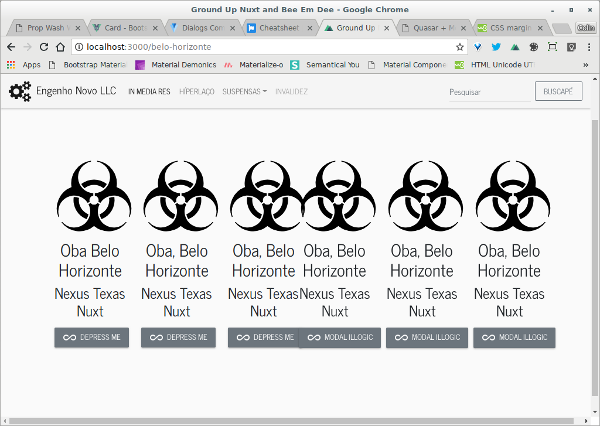 Ground Up Nuxt and Bee Em Dee - Google Chrome
Prop Wash
Card - Boots
Dialogs Com
Cheatsheet
Ground Up
Quasar + I
CSS margin
Colin
localhost:3000/belo-horizonte
Apps
Bootstrap Materia
Material Demonics
Materialize-o
Semantical You
Material Compone
HTML Unicode UT
»
Engenho Novo LLC
IN MEDIA RES
HÍPERLAÇO
SUSPENSAS
INVALIDEZ
Pesquisar
BUSCAPÉ
Oba Belo
Horizonte
Nexus Texas
Nuxt
DEPRESS ME
Oba, Belo
Horizonte
Nexus Texas
Nuxt
DEPRESS ME
Oba, Belo
Horizonte
Nexus Texas
Nuxt
DEPRESS ME
Oba, Belo
Horizonte
Nexus Texas
Nuxt
MODAL ILLOGIC
Oba, Belo
Horizonte
Nexus Texas
Nuxt
MODAL ILLOGIC
Oba, Belo
Horizonte
Nexus Texas
Nuxt
MODAL ILLOGIC